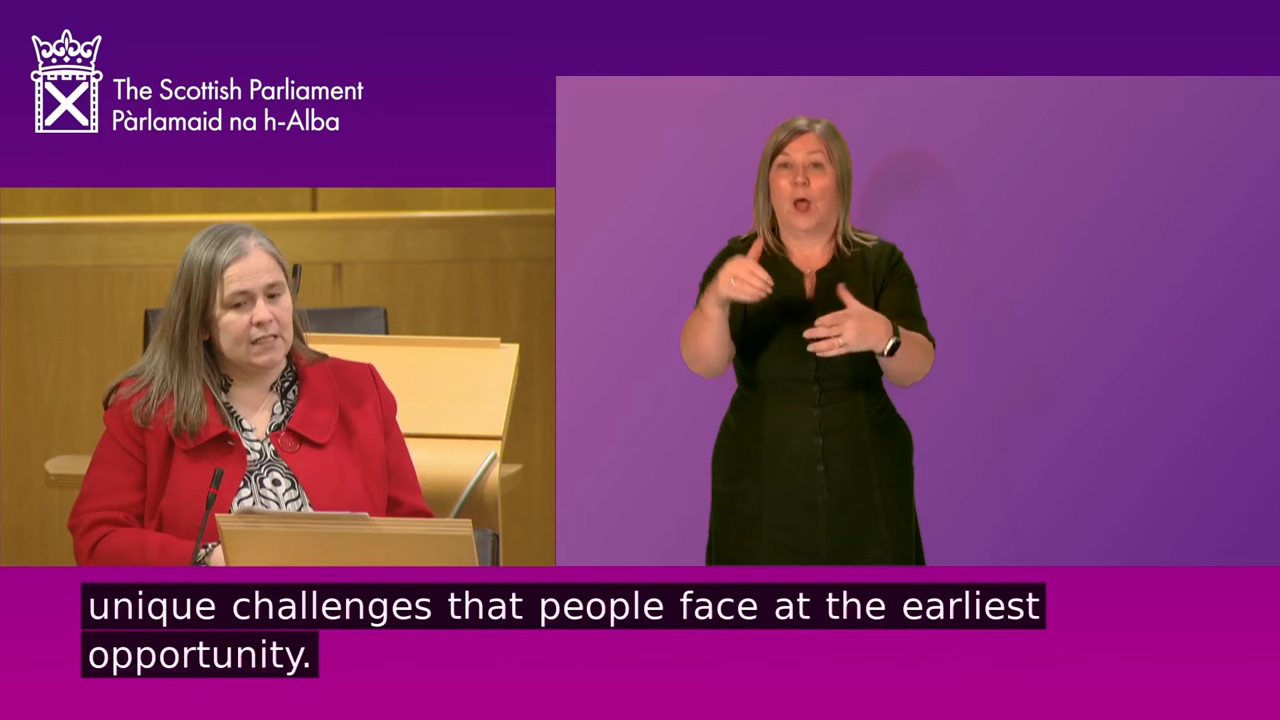 The Scottish Parliament
Pàrlamaid na h-Alba
unique challenges that people face at the earliest
opportunity.